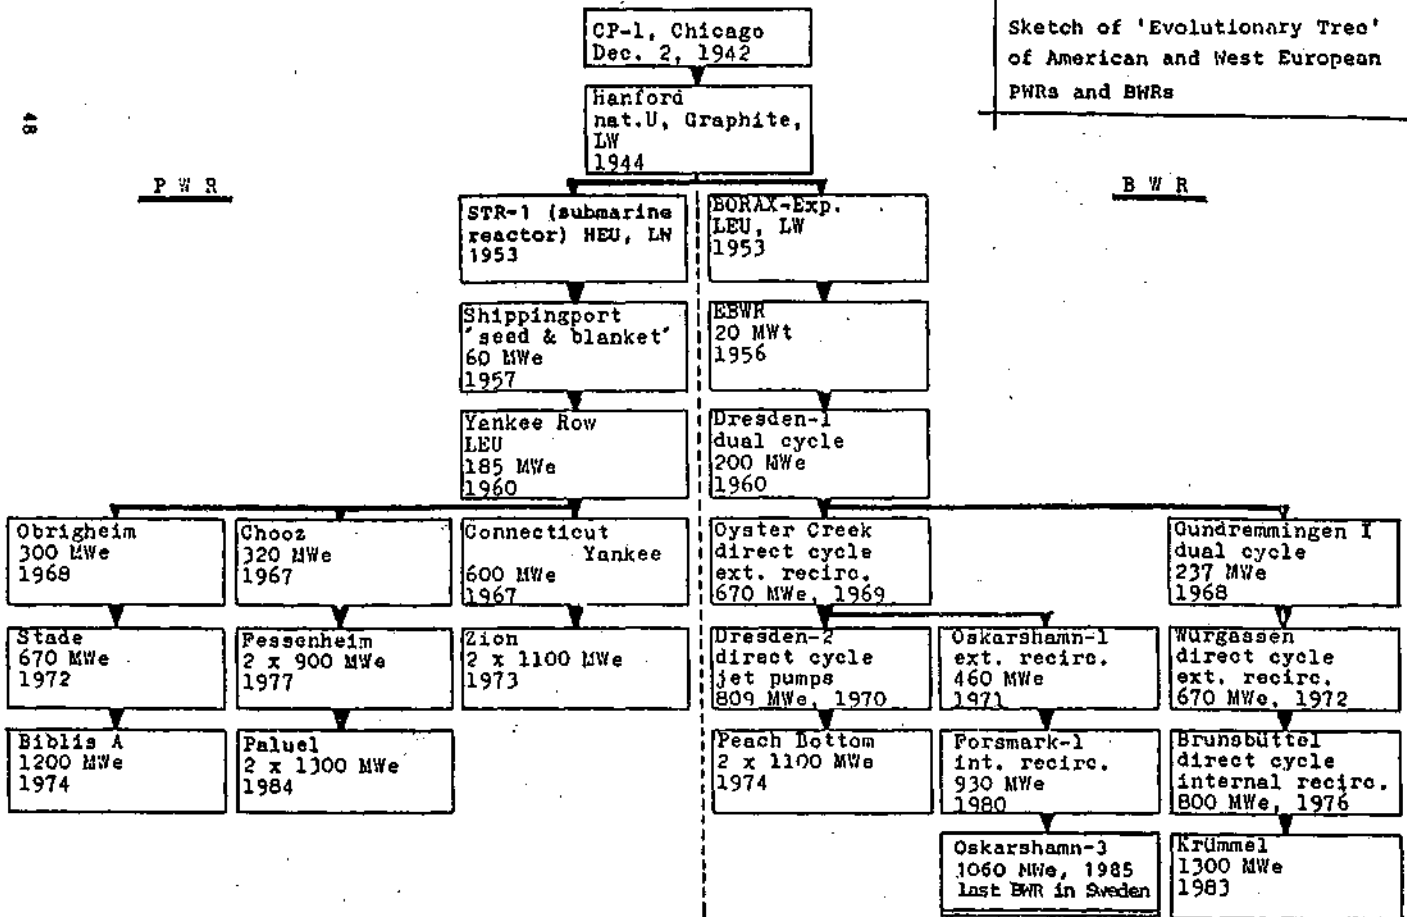 CP-1, Chicago
Dec. 2, 1942
Sketch of 'Evolutionary Tree'
of American and West European
PWRs and BWRs
Hanford
nat.U, Graphite,
LW
1944
48
P W R
B W R
STR-1 (submarine
reactor) HEU, LW
1953
BORAX-Exp.
LEU, LW
1953
Shippingport
'seed & blanket'
60 MWe
1957
EBWR
20 MWt
1956
Yankee Row
LEU
185 MWe
1960
Dresden-1
dual cycle
200 MWe
1960
Obrigheim
300 MWe
1968
Chooz
320 MWe
1967
Connecticut
Yankee
600 MWe
1967
Oyster Creek
direct cycle
ext. recirc.
670 MWe, 1969
Gundremmingen I
dual cycle
237 MWe
1968
Stade
670 MWe
1972
Fessenheim
2 x 900 MWe
1977
Zion
2 x 1100 MWe
1973
Dresden-2
direct cycle
jet pumps
809 MWe, 1970
Oskarshamn-1
ext. recirc.
460 MWe
1971
Würgassen
direct cycle
ext. recirc.
670 MWe, 1972
Biblis A
1200 MWe
1974
Paluel
2 x 1300 MWe
1984
Peach Bottom
2 x 1100 MWe
1974
Forsmark-1
int. recirc.
930 MWe
1980
Brunsbüttel
direct cycle
internal recirc.
800 MWe, 1976
Oskarshamn-3
1060 MWe, 1985
last BWR in Sweden
Krümmel
1300 MWe
1983